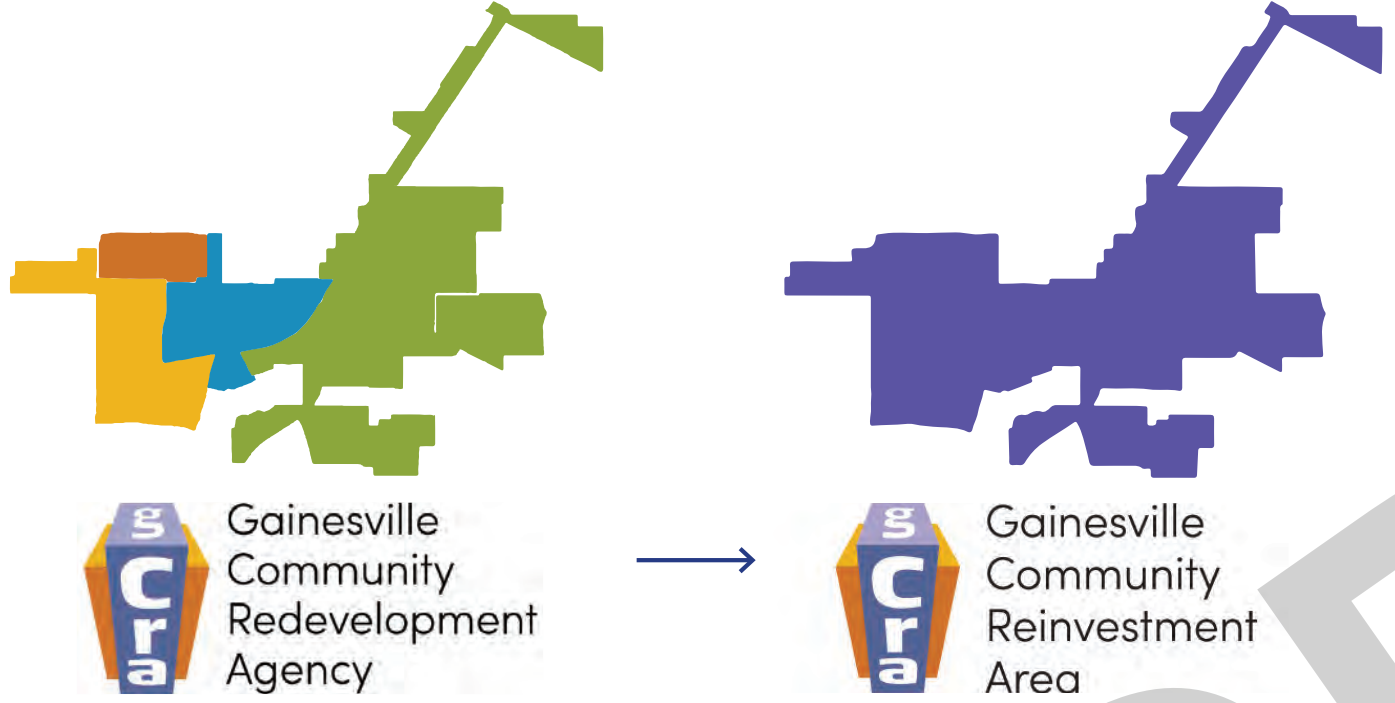 g
c
r
a
Gainesville
Community
Redevelopment
Agency
g
c
r
a
Gainesville
Community
Reinvestment
Area